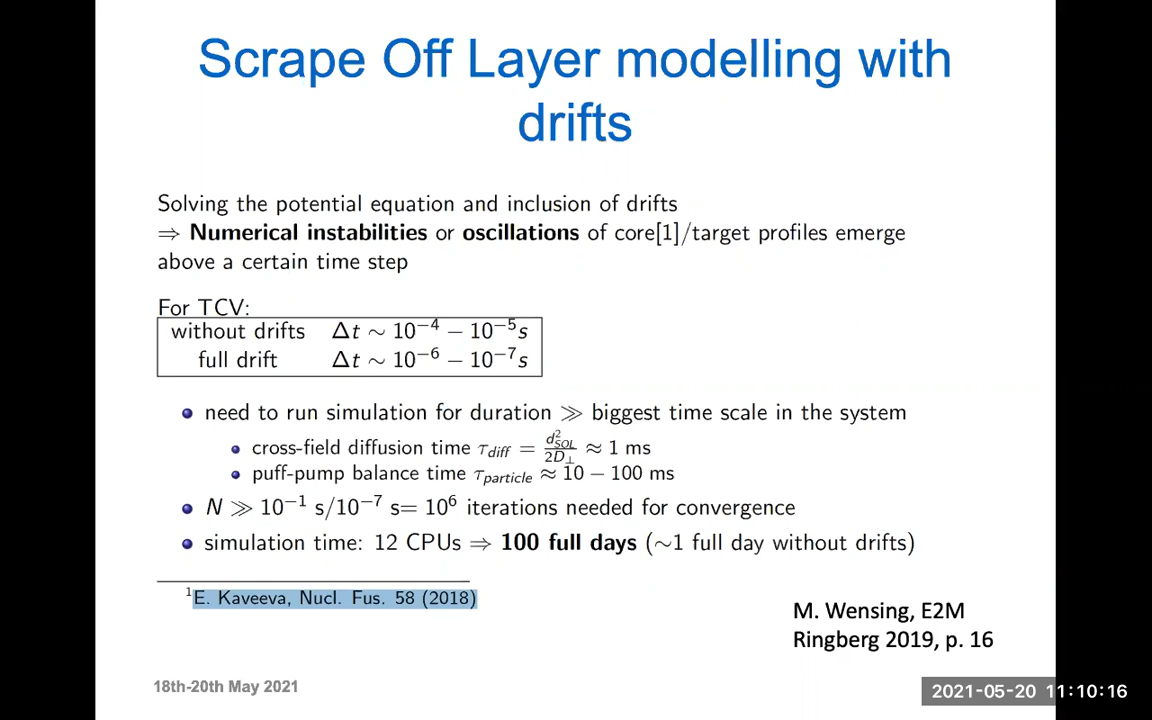 Scrape Off Layer modelling with
drifts
Solving the potential equation and inclusion of drifts
⇒ Numerical instabilities or oscillations of core[1]/target profiles emerge
above a certain time step
For TCV:
without drifts Δt ∼ 10⁻⁴ − 10⁻⁵s
full drift Δt ∼ 10⁻⁶ − 10⁻⁷s
need to run simulation for duration ≫ biggest time scale in the system
cross-field diffusion time τ_diff = d²_SOL / 2D_⊥ ≈ 1 ms
puff-pump balance time τ_particle ≈ 10 − 100 ms
N ≫ 10⁻¹ s/10⁻⁷ s= 10⁶ iterations needed for convergence
simulation time: 12 CPUs ⇒ 100 full days (∼1 full day without drifts)
¹E. Kaveeva, Nucl. Fus. 58 (2018)
M. Wensing, E2M
Ringberg 2019, p. 16
18th-20th May 2021
2021-05-20 11:10:16